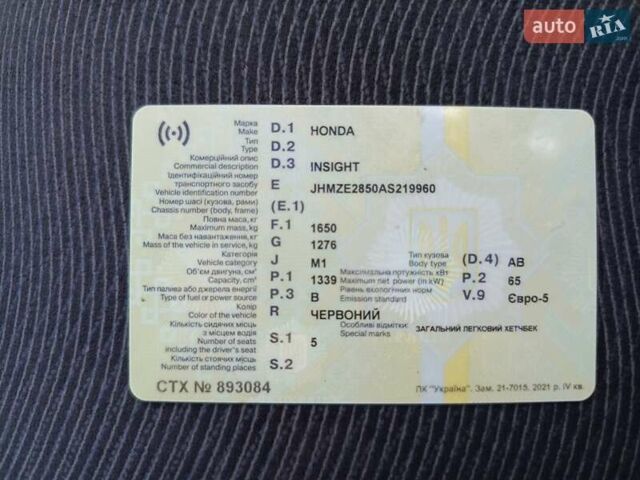 auto RIA.com
Марка D.1 HONDA
Make
Тип D.2
Type
Комерційний опис D.3 INSIGHT
Commercial description
Ідентифікаційний номер
транспортного засобу E JHMZE2850AS219960
Vehicle identification number
Номер шасі (кузова, рами) (E.1)
Chassis number (body, frame)
Повна маса, кг F.1 1650
Maximum mass, kg
Маса без навантаження, кг G 1276
Mass of the vehicle in service, kg
Категорія J M1 Тип кузова (D.4) AB
Vehicle category Body type
Об'єм двигуна, см³ P.1 1339 Максимальна потужність кВт P.2 65
Capacity, cm³ Maximum net power (in kW)
Тип палива або джерела енергії P.3 B Рівень екологічних норм V.9 Євро-5
Type of fuel or power source Emission standard
Колір R ЧЕРВОНИЙ
Color of the vehicle
Кількість сидячих місць Особливі відмітки: ЗАГАЛЬНИЙ ЛЕГКОВИЙ ХЕТЧБЕК
з місцем водія S.1 5 Special marks
Number of seats
including the driver's seat
Кількість стоячих місць S.2
Number of standing places
СТХ № 893084
ПК "Україна". Зам. 21-7015. 2021 р. IV кв.